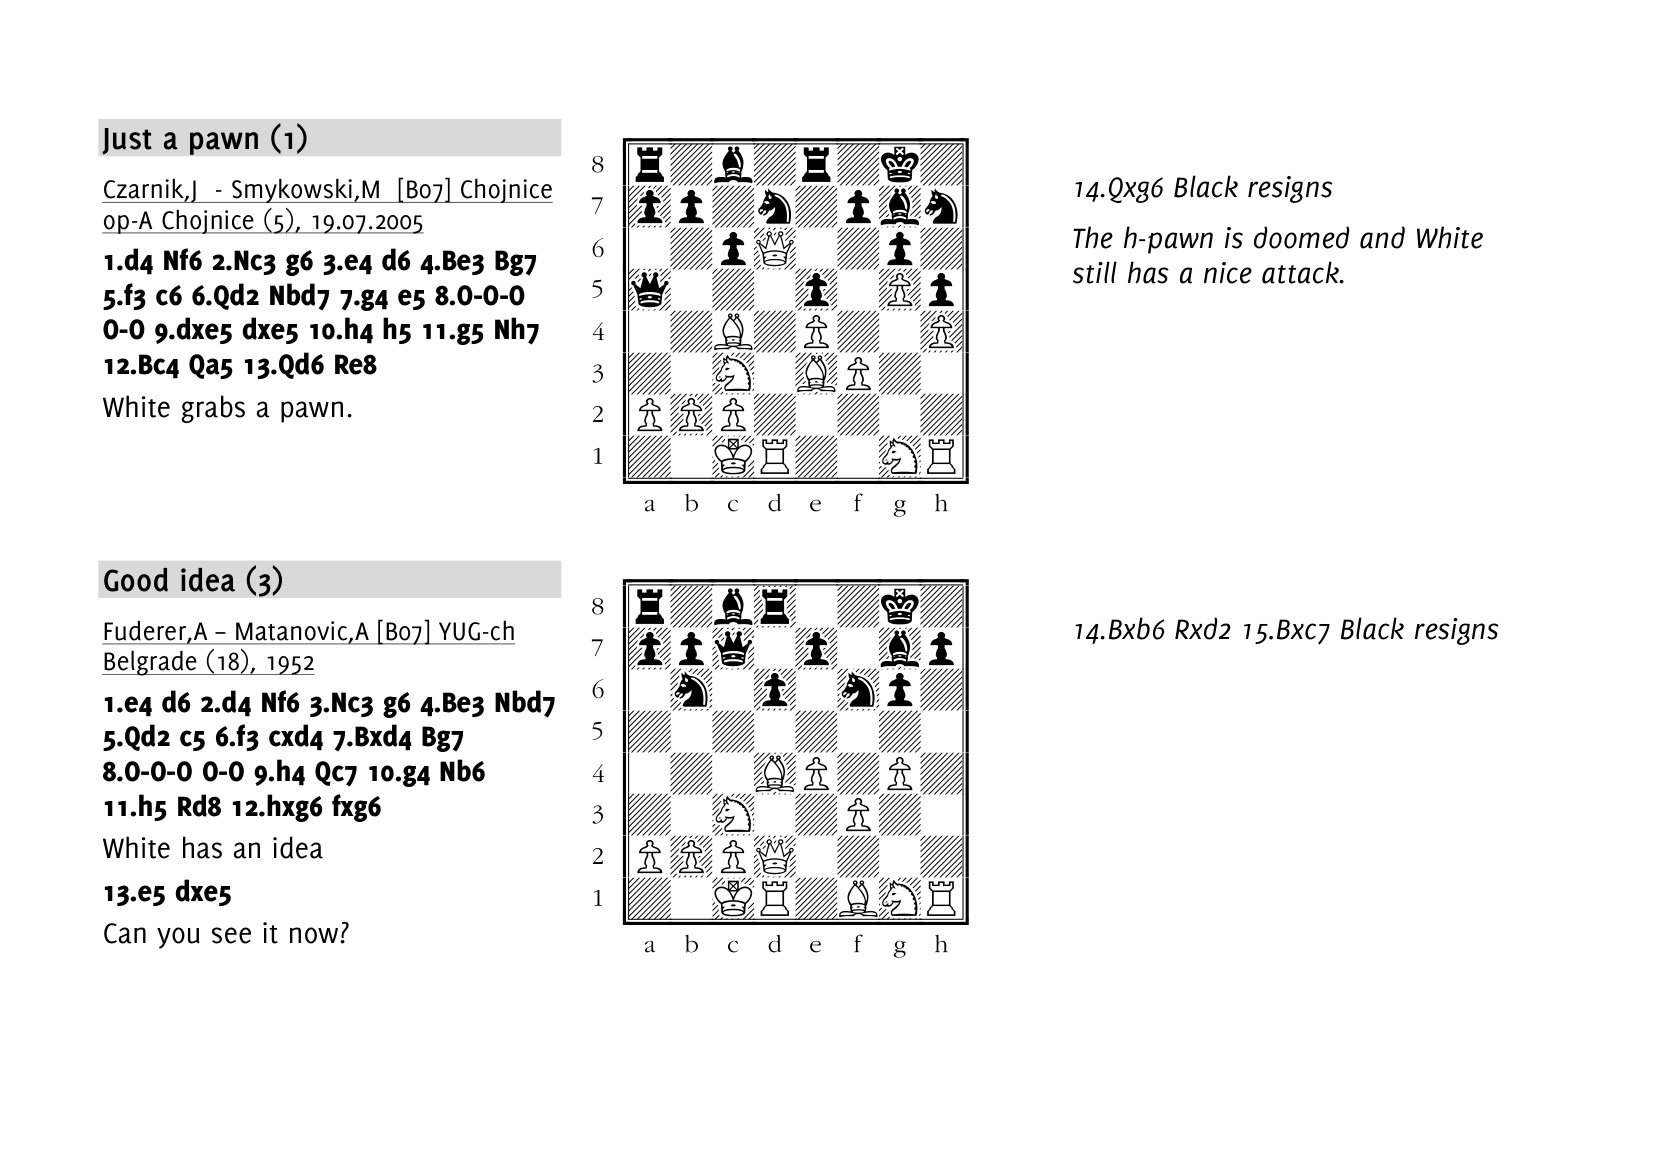 Just a pawn (1)
Czarnik,J - Smykowski,M [B07] Chojnice
op-A Chojnice (5), 19.07.2005
1.d4 Nf6 2.Nc3 g6 3.e4 d6 4.Be3 Bg7
5.f3 c6 6.Qd2 Nbd7 7.g4 e5 8.0-0-0
0-0 9.dxe5 dxe5 10.h4 h5 11.g5 Nh7
12.Bc4 Qa5 13.Qd6 Re8
White grabs a pawn.
8
7
6
5
4
3
2
1
a b c d e f g h
14.Qxg6 Black resigns
The h-pawn is doomed and White
still has a nice attack.
Good idea (3)
Fuderer,A – Matanovic,A [B07] YUG-ch
Belgrade (18), 1952
1.e4 d6 2.d4 Nf6 3.Nc3 g6 4.Be3 Nbd7
5.Qd2 c5 6.f3 cxd4 7.Bxd4 Bg7
8.0-0-0 0-0 9.h4 Qc7 10.g4 Nb6
11.h5 Rd8 12.hxg6 fxg6
White has an idea
13.e5 dxe5
Can you see it now?
8
7
6
5
4
3
2
1
a b c d e f g h
14.Bxb6 Rxd2 15.Bxc7 Black resigns